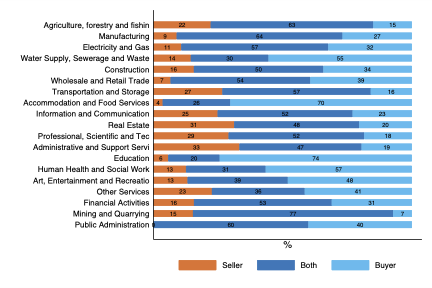 Agriculture, forestry and fishin 22 63 15
Manufacturing 9 64 27
Electricity and Gas 11 57 32
Water Supply, Sewerage and Waste 14 30 55
Construction 16 50 34
Wholesale and Retail Trade 7 54 39
Transportation and Storage 27 57 16
Accommodation and Food Services 4 26 70
Information and Communication 25 52 23
Real Estate 31 48 20
Professional, Scientific and Tec 29 52 18
Administrative and Support Servi 33 47 19
Education 6 20 74
Human Health and Social Work 13 31 57
Art, Entertainment and Recreatio 13 39 48
Other Services 23 36 41
Financial Activities 16 53 31
Mining and Quarrying 15 77 7
Public Administration 60 40
%
Seller Both Buyer